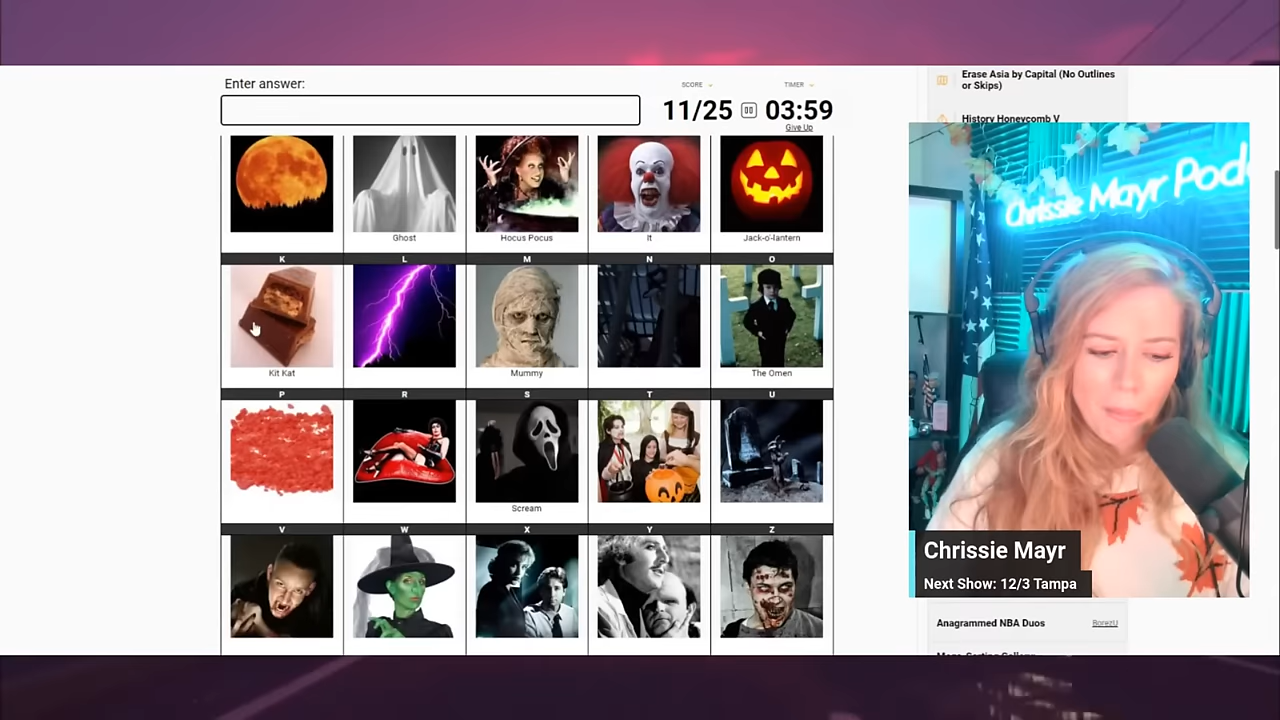 Enter answer:
SCORE
TIMER
11/25
03:59
Give Up
Ghost
Hocus Pocus
It
Jack-o'-lantern
K
L
M
N
O
Kit Kat
Mummy
The Omen
P
R
S
T
U
Scream
V
W
X
Y
Z
Erase Asia by Capital (No Outlines
or Skips)
History Honeycomb V
Chrissie Mayr Pod
Chrissie Mayr
Next Show: 12/3 Tampa
Anagrammed NBA Duos
BorezU